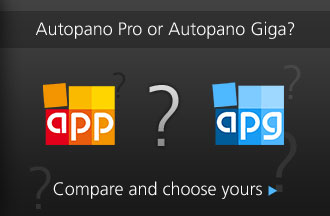 Autopano Pro or Autopano Giga?
app ? apg
Compare and choose yours ▸